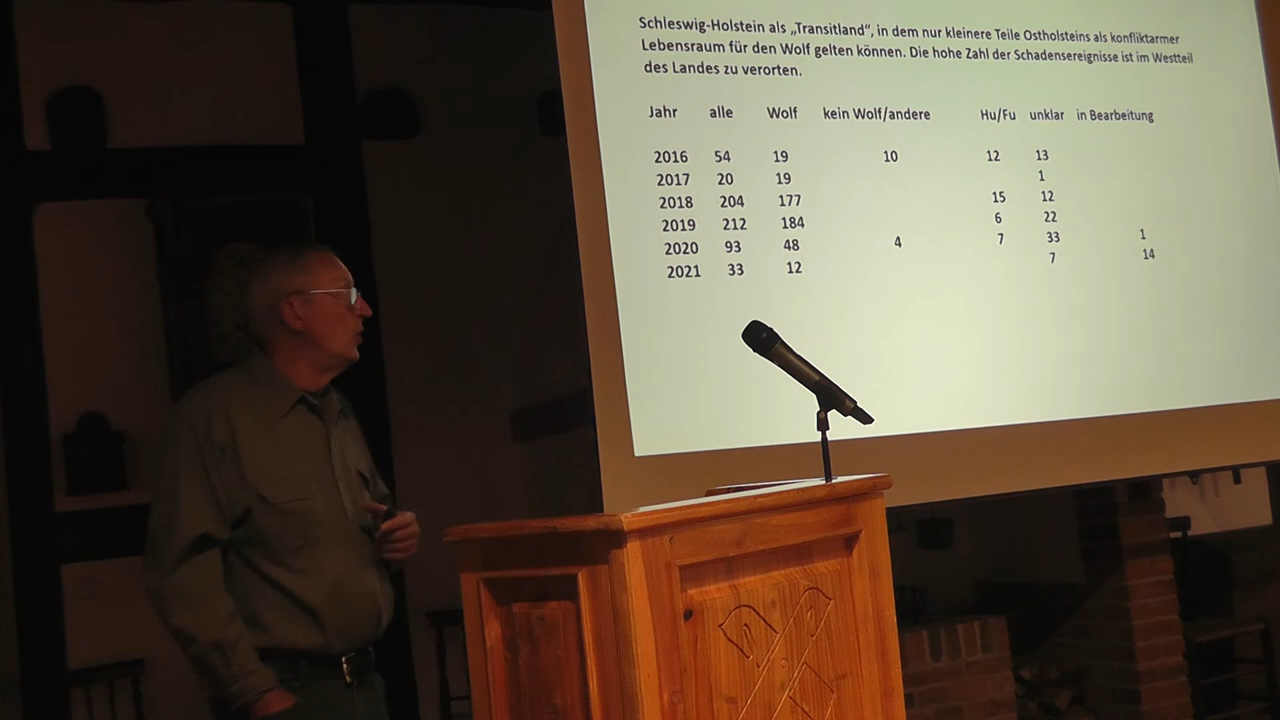 Schleswig-Holstein als „Transitland“, in dem nur kleinere Teile Ostholsteins als konfliktarmer
Lebensraum für den Wolf gelten können. Die hohe Zahl der Schadensereignisse ist im Westteil
des Landes zu verorten.
Jahr alle Wolf kein Wolf/andere Hu/Fu unklar in Bearbeitung
2016 54 19 10 12 13
2017 20 19 1
2018 204 177 15 12
2019 212 184 6 22
2020 93 48 4 7 33 1
2021 33 12 7 14